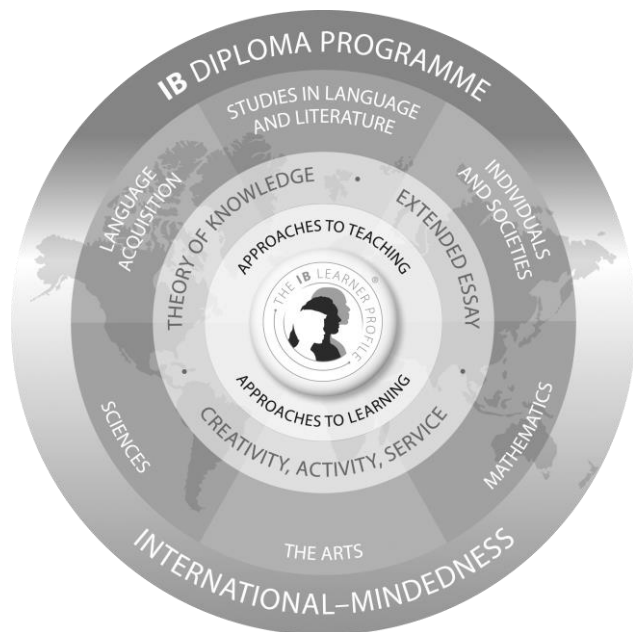 IB DIPLOMA PROGRAMME
STUDIES IN LANGUAGE
AND LITERATURE
LANGUAGE
ACQUISITION
INDIVIDUALS
AND SOCIETIES
THEORY OF KNOWLEDGE
•
EXTENDED ESSAY
APPROACHES TO TEACHING
• THE IB LEARNER PROFILE •
®
APPROACHES TO LEARNING
•
•
CREATIVITY, ACTIVITY, SERVICE
SCIENCES
MATHEMATICS
THE ARTS
INTERNATIONAL–MINDEDNESS